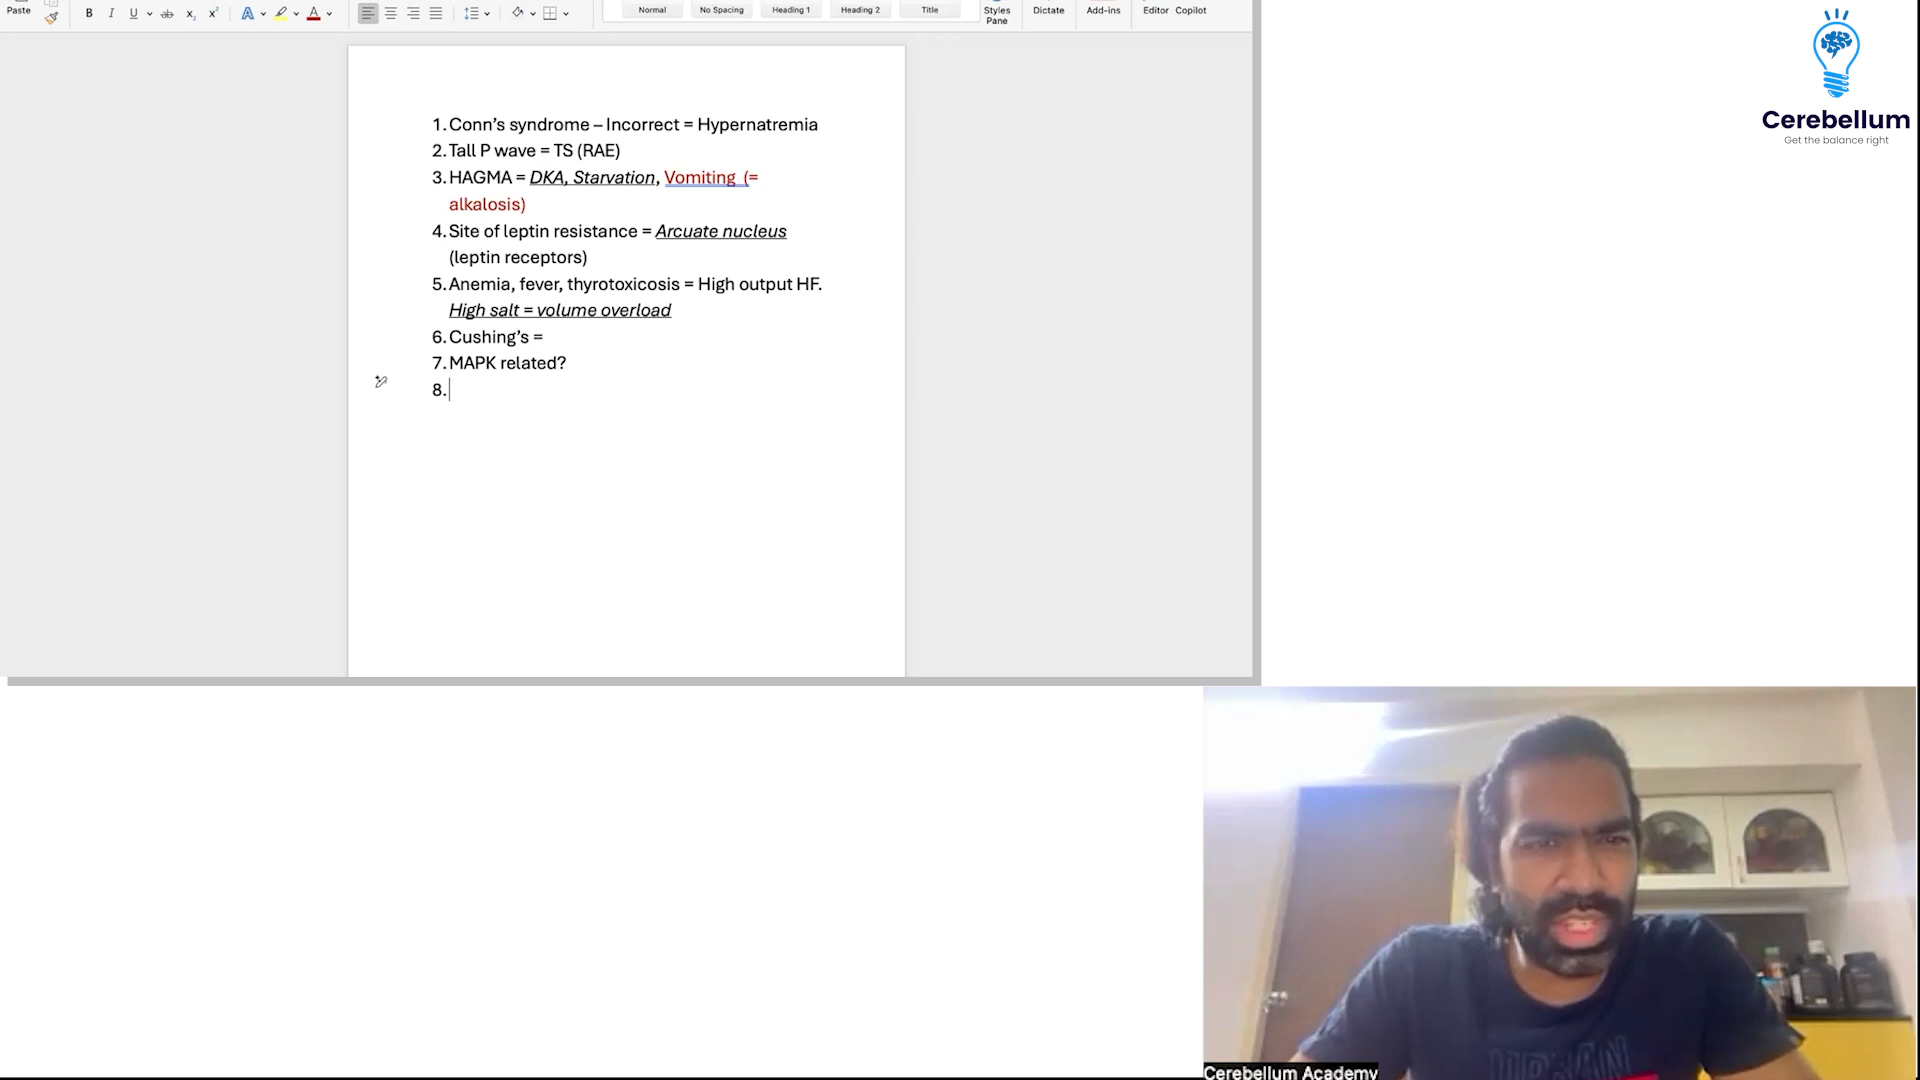 Paste
B I U ab x x A A
Normal No Spacing Heading 1 Heading 2 Title
Styles Pane
Dictate
Add-ins
Editor
Copilot
Cerebellum
Get the balance right
1. Conn's syndrome – Incorrect = Hypernatremia
2. Tall P wave = TS (RAE)
3. HAGMA = DKA, Starvation, Vomiting (=
alkalosis)
4. Site of leptin resistance = Arcuate nucleus
(leptin receptors)
5. Anemia, fever, thyrotoxicosis = High output HF.
High salt = volume overload
6. Cushing's =
7. MAPK related?
8.
URBAN
Cerebellum Academy